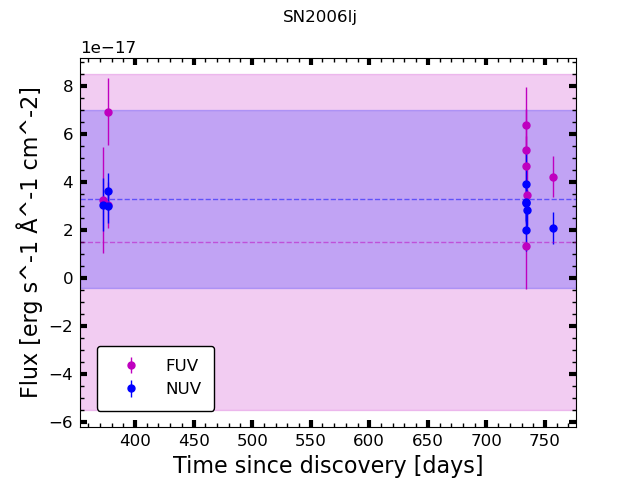 SN2006lj
1e−17
8
6
4
2
0
−2
−4
−6
Flux [erg s^-1 Å^-1 cm^-2]
FUV
NUV
400 450 500 550 600 650 700 750
Time since discovery [days]